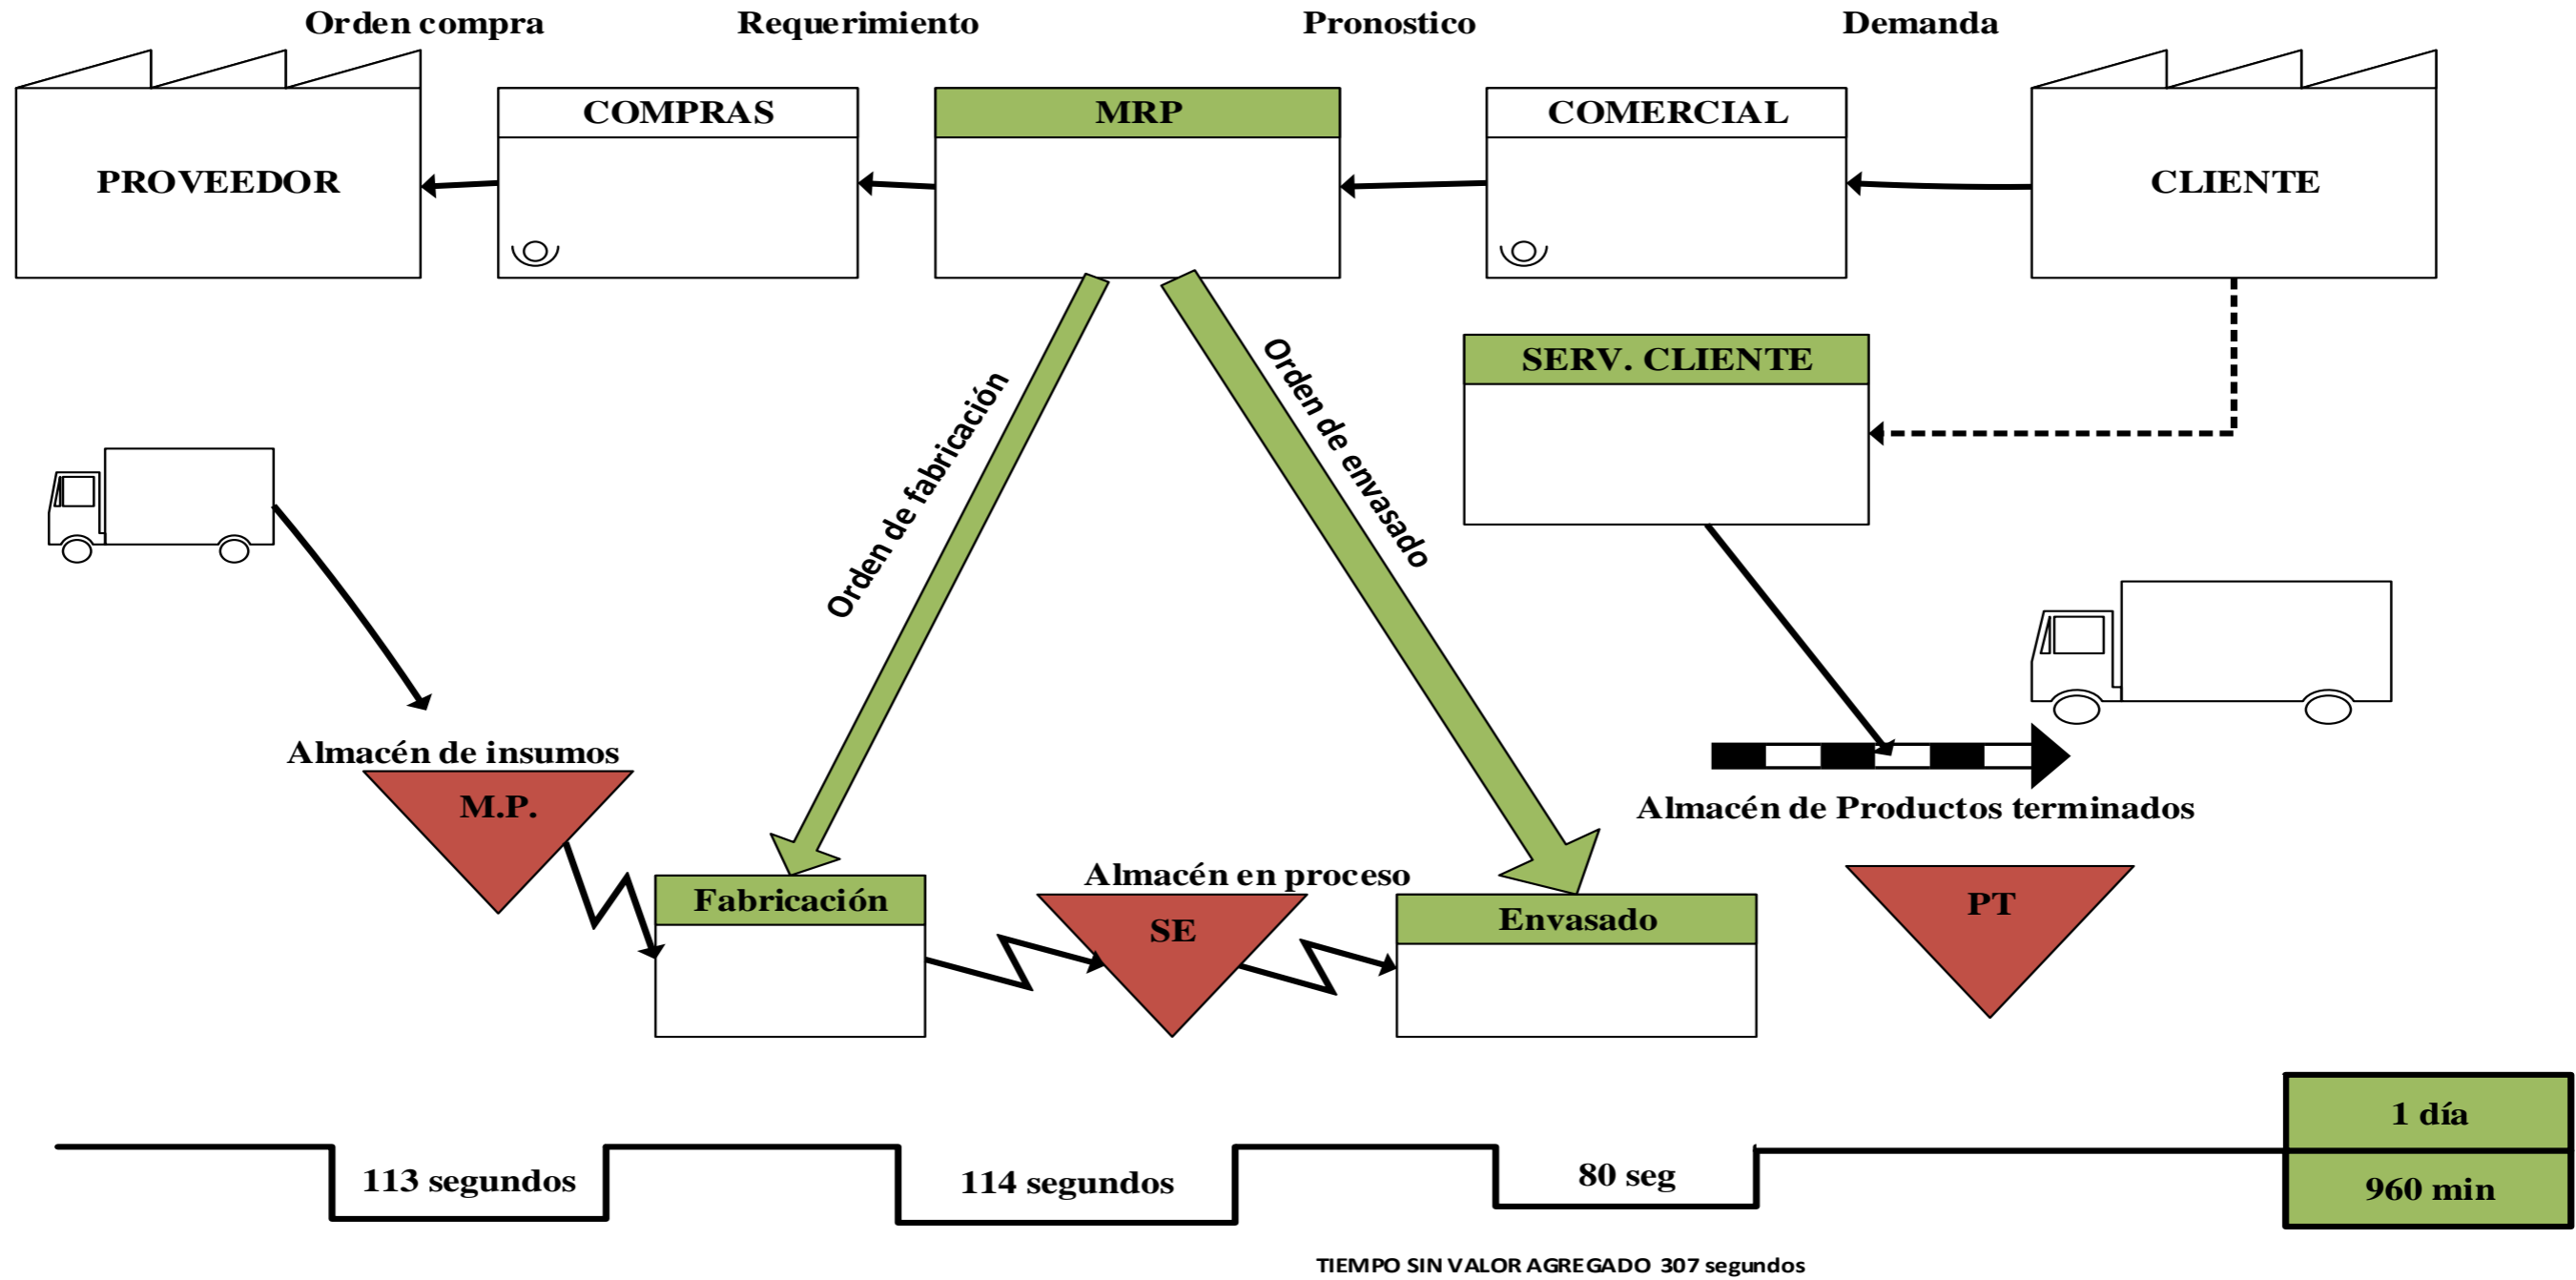 Orden compra
Requerimiento
Pronostico
Demanda
PROVEEDOR
COMPRAS
MRP
COMERCIAL
CLIENTE
SERV. CLIENTE
Orden de fabricación
Orden de envasado
Almacén de insumos
M.P.
Fabricación
Almacén en proceso
SE
Envasado
Almacén de Productos terminados
PT
113 segundos
114 segundos
80 seg
1 día
960 min
TIEMPO SIN VALOR AGREGADO 307 segundos